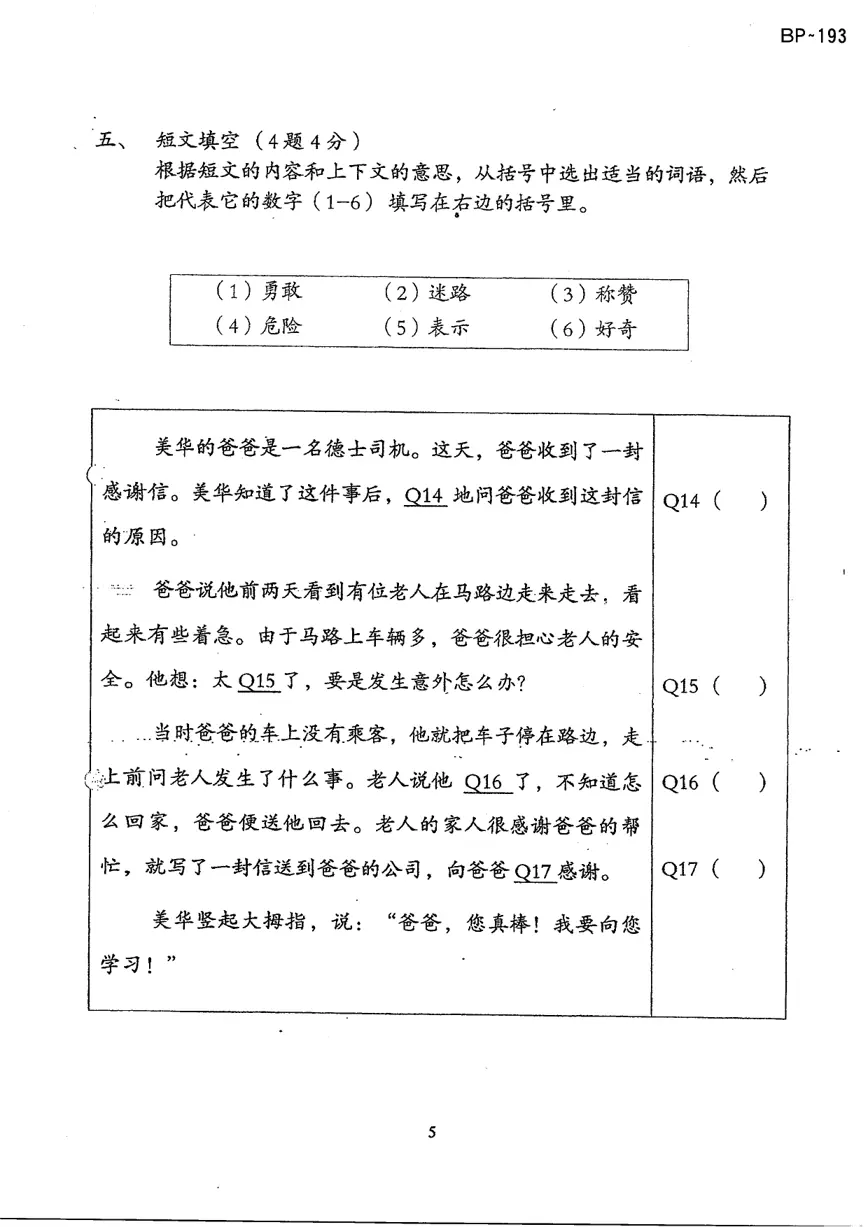 BP-193
五、 短文填空（4题4分）
根据短文的内容和上下文的意思，从括号中选出适当的词语，然后
把代表它的数字（1-6）填写在右边的括号里。
（1）勇敢 （2）迷路 （3）称赞
（4）危险 （5）表示 （6）好奇
美华的爸爸是一名德士司机。这天，爸爸收到了一封
感谢信。美华知道了这件事后，Q14 地问爸爸收到这封信 Q14（ ）
的原因。
爸爸说他前两天看到有位老人在马路边走来走去，看
起来有些着急。由于马路上车辆多，爸爸很担心老人的安
全。他想：太 Q15 了，要是发生意外怎么办？ Q15（ ）
当时爸爸的车上没有乘客，他就把车子停在路边，走
上前问老人发生了什么事。老人说他 Q16 了，不知道怎 Q16（ ）
么回家，爸爸便送他回去。老人的家人很感谢爸爸的帮
忙，就写了一封信送到爸爸的公司，向爸爸 Q17 感谢。 Q17（ ）
美华竖起大拇指，说：“爸爸，您真棒！我要向您
学习！”
5